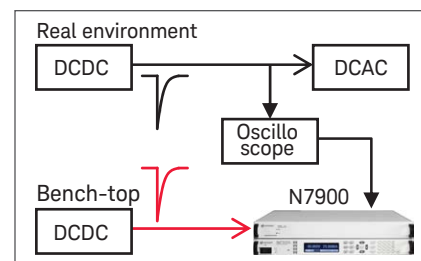 Real environment
DCDC
DCAC
Oscillo
scope
Bench-top
N7900
DCDC